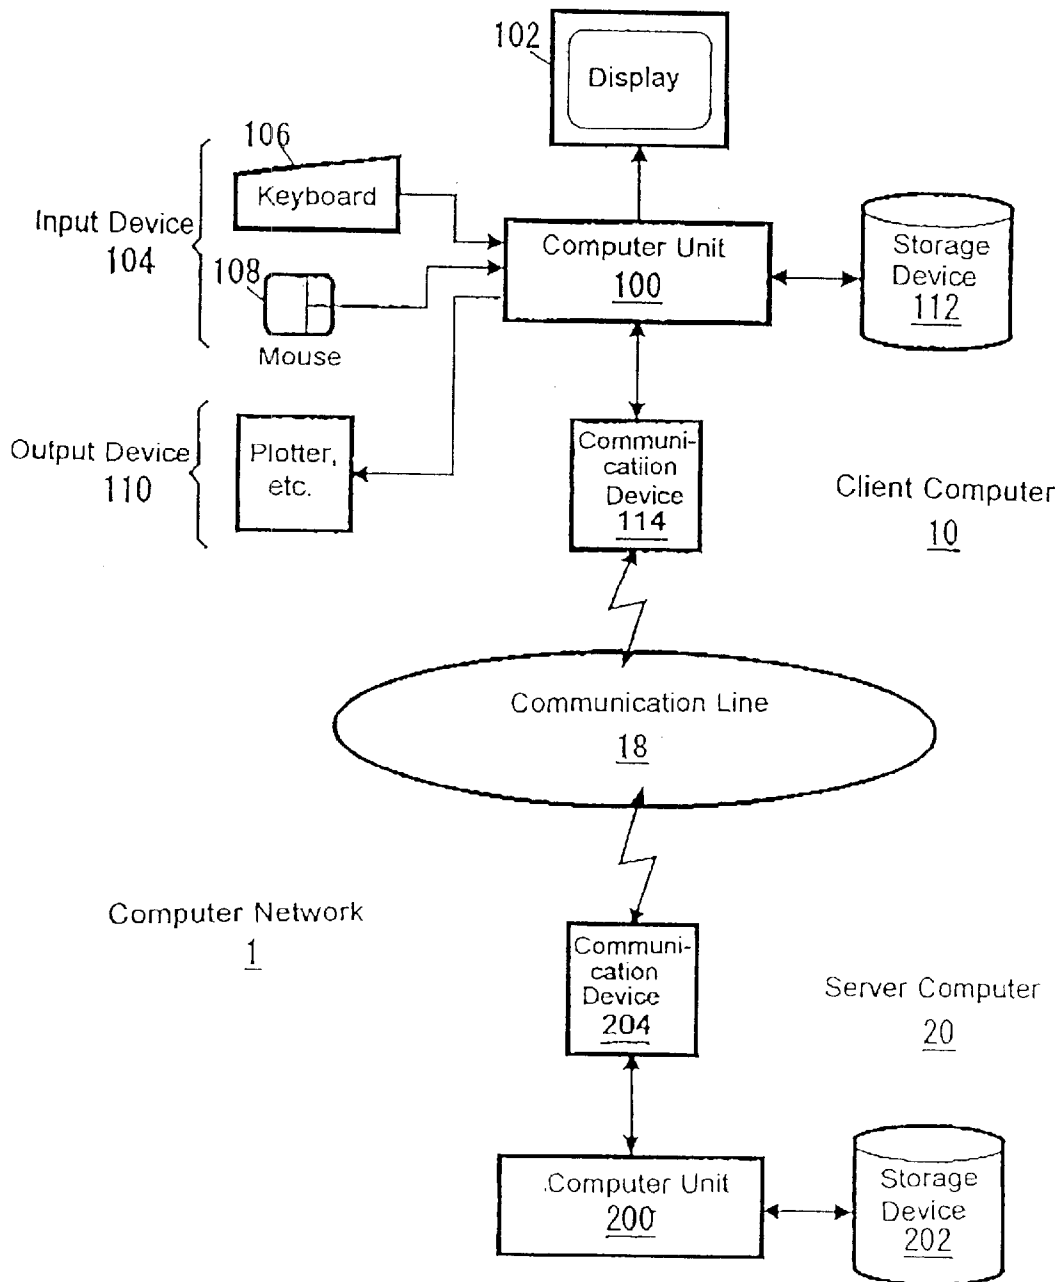 102
Display
106
Keyboard
Input Device
104
108
Mouse
Computer Unit
100
Storage
Device
112
Output Device
110
Plotter,
etc.
Communi-
catiion
Device
114
Client Computer
10
Communication Line
18
Computer Network
1
Communi-
cation
Device
204
Server Computer
20
Computer Unit
200
Storage
Device
202